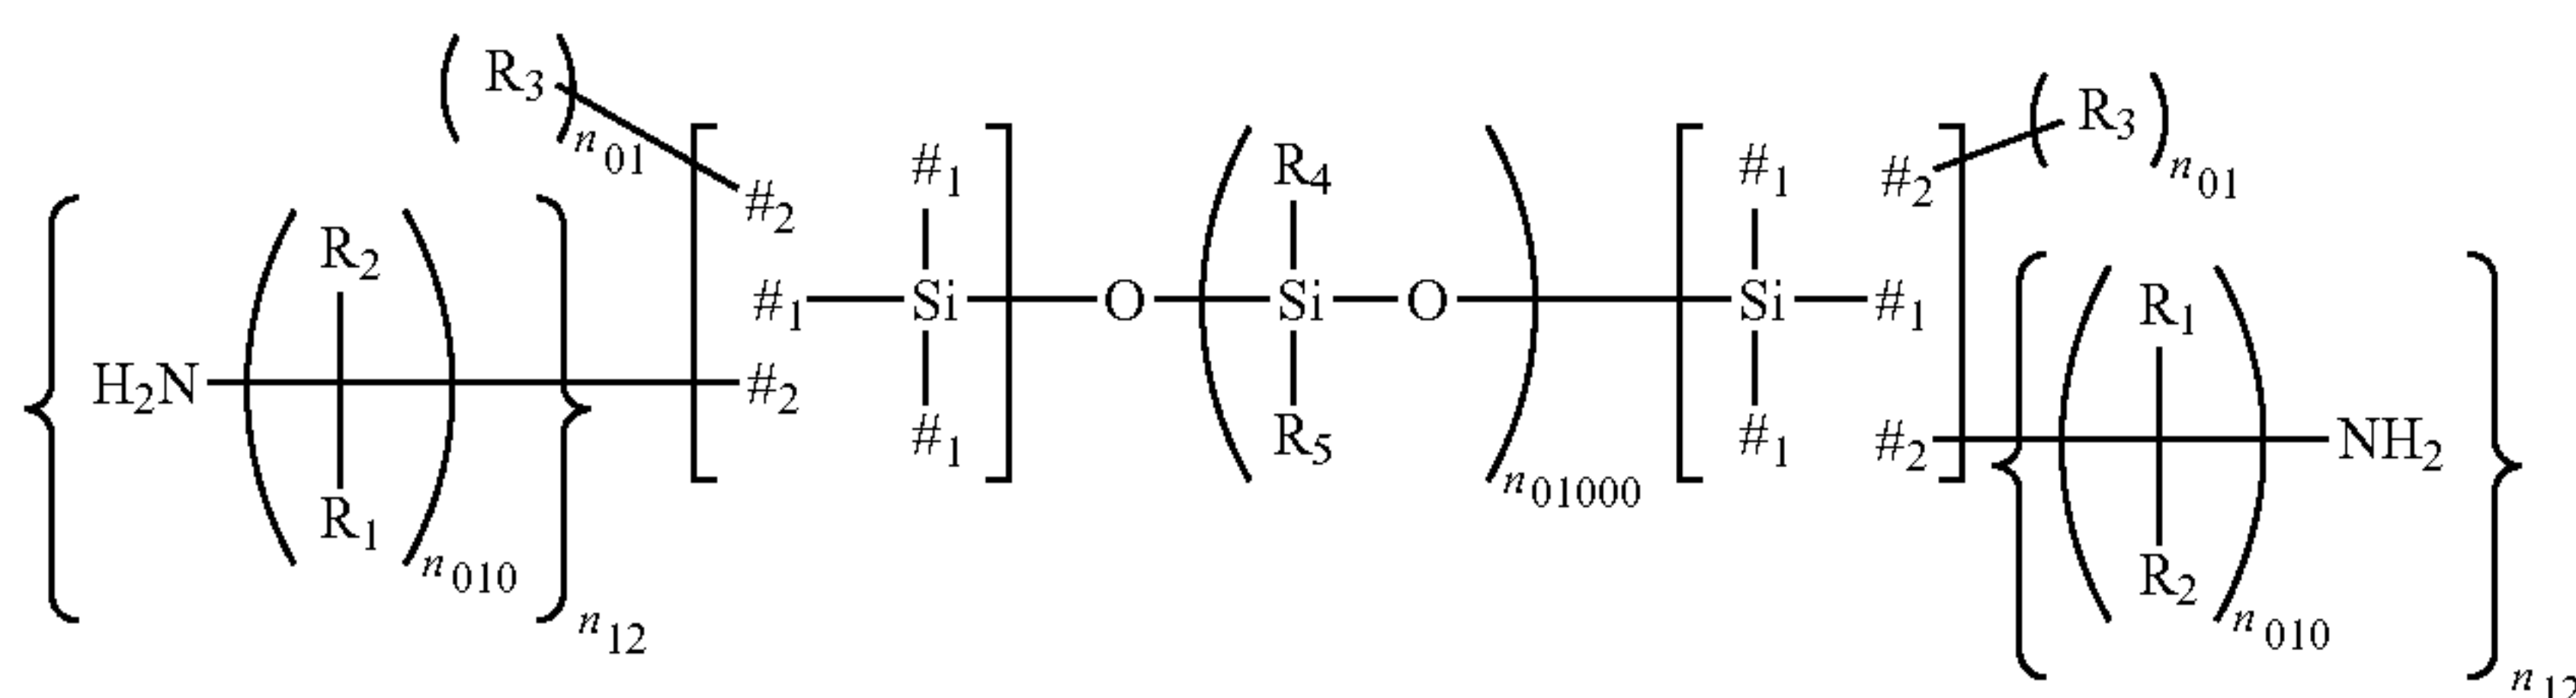 (R3)n01 [ #1 ] ( R4 ) [ #1 #2 ] (R3)n01
{ ( R2 ) } #2
#1 Si O Si O Si #1
H2N #2 R1
R1 n010 #1 R5 n01000 #1 #2 NH2
n12 R2 n010
n12